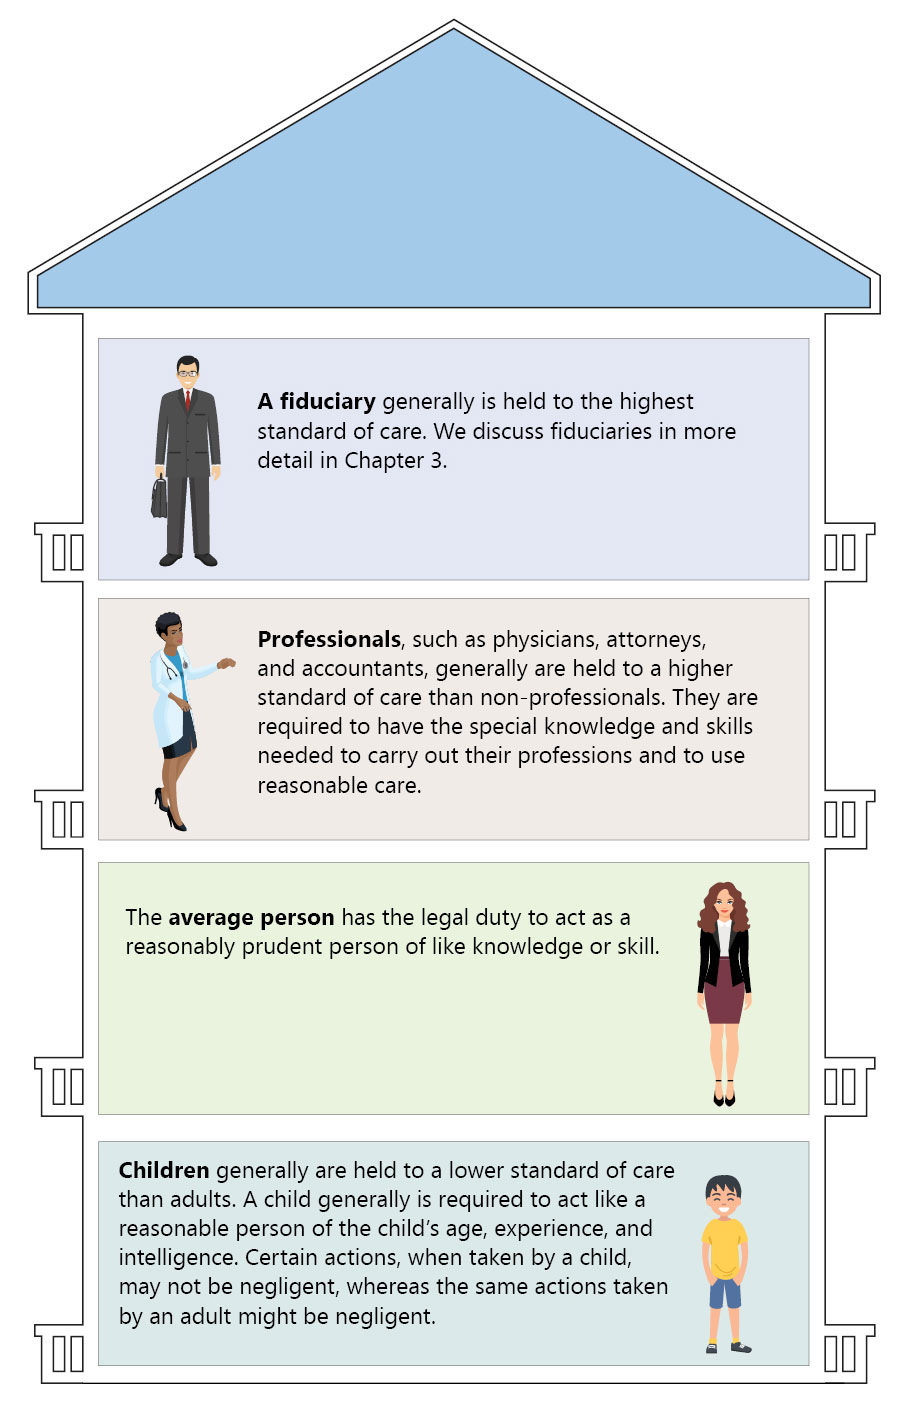 A fiduciary generally is held to the highest
standard of care. We discuss fiduciaries in more
detail in Chapter 3.
Professionals, such as physicians, attorneys,
and accountants, generally are held to a higher
standard of care than non-professionals. They are
required to have the special knowledge and skills
needed to carry out their professions and to use
reasonable care.
The average person has the legal duty to act as a
reasonably prudent person of like knowledge or skill.
Children generally are held to a lower standard of care
than adults. A child generally is required to act like a
reasonable person of the child’s age, experience, and
intelligence. Certain actions, when taken by a child,
may not be negligent, whereas the same actions taken
by an adult might be negligent.